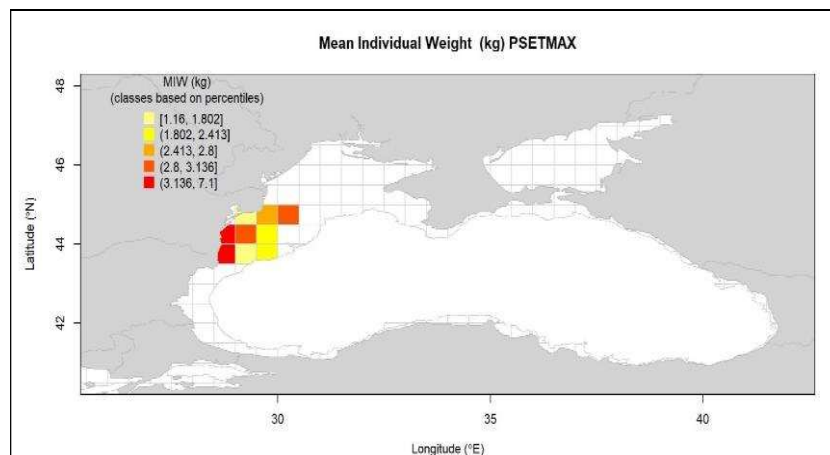 Mean Individual Weight (kg) PSETMAX
MIW (kg)
(classes based on percentiles)
[1.16, 1.802]
(1.802, 2.413]
(2.413, 2.8]
(2.8, 3.136]
(3.136, 7.1]
48
46
44
42
Latitude (°N)
30
35
40
Longitude (°E)